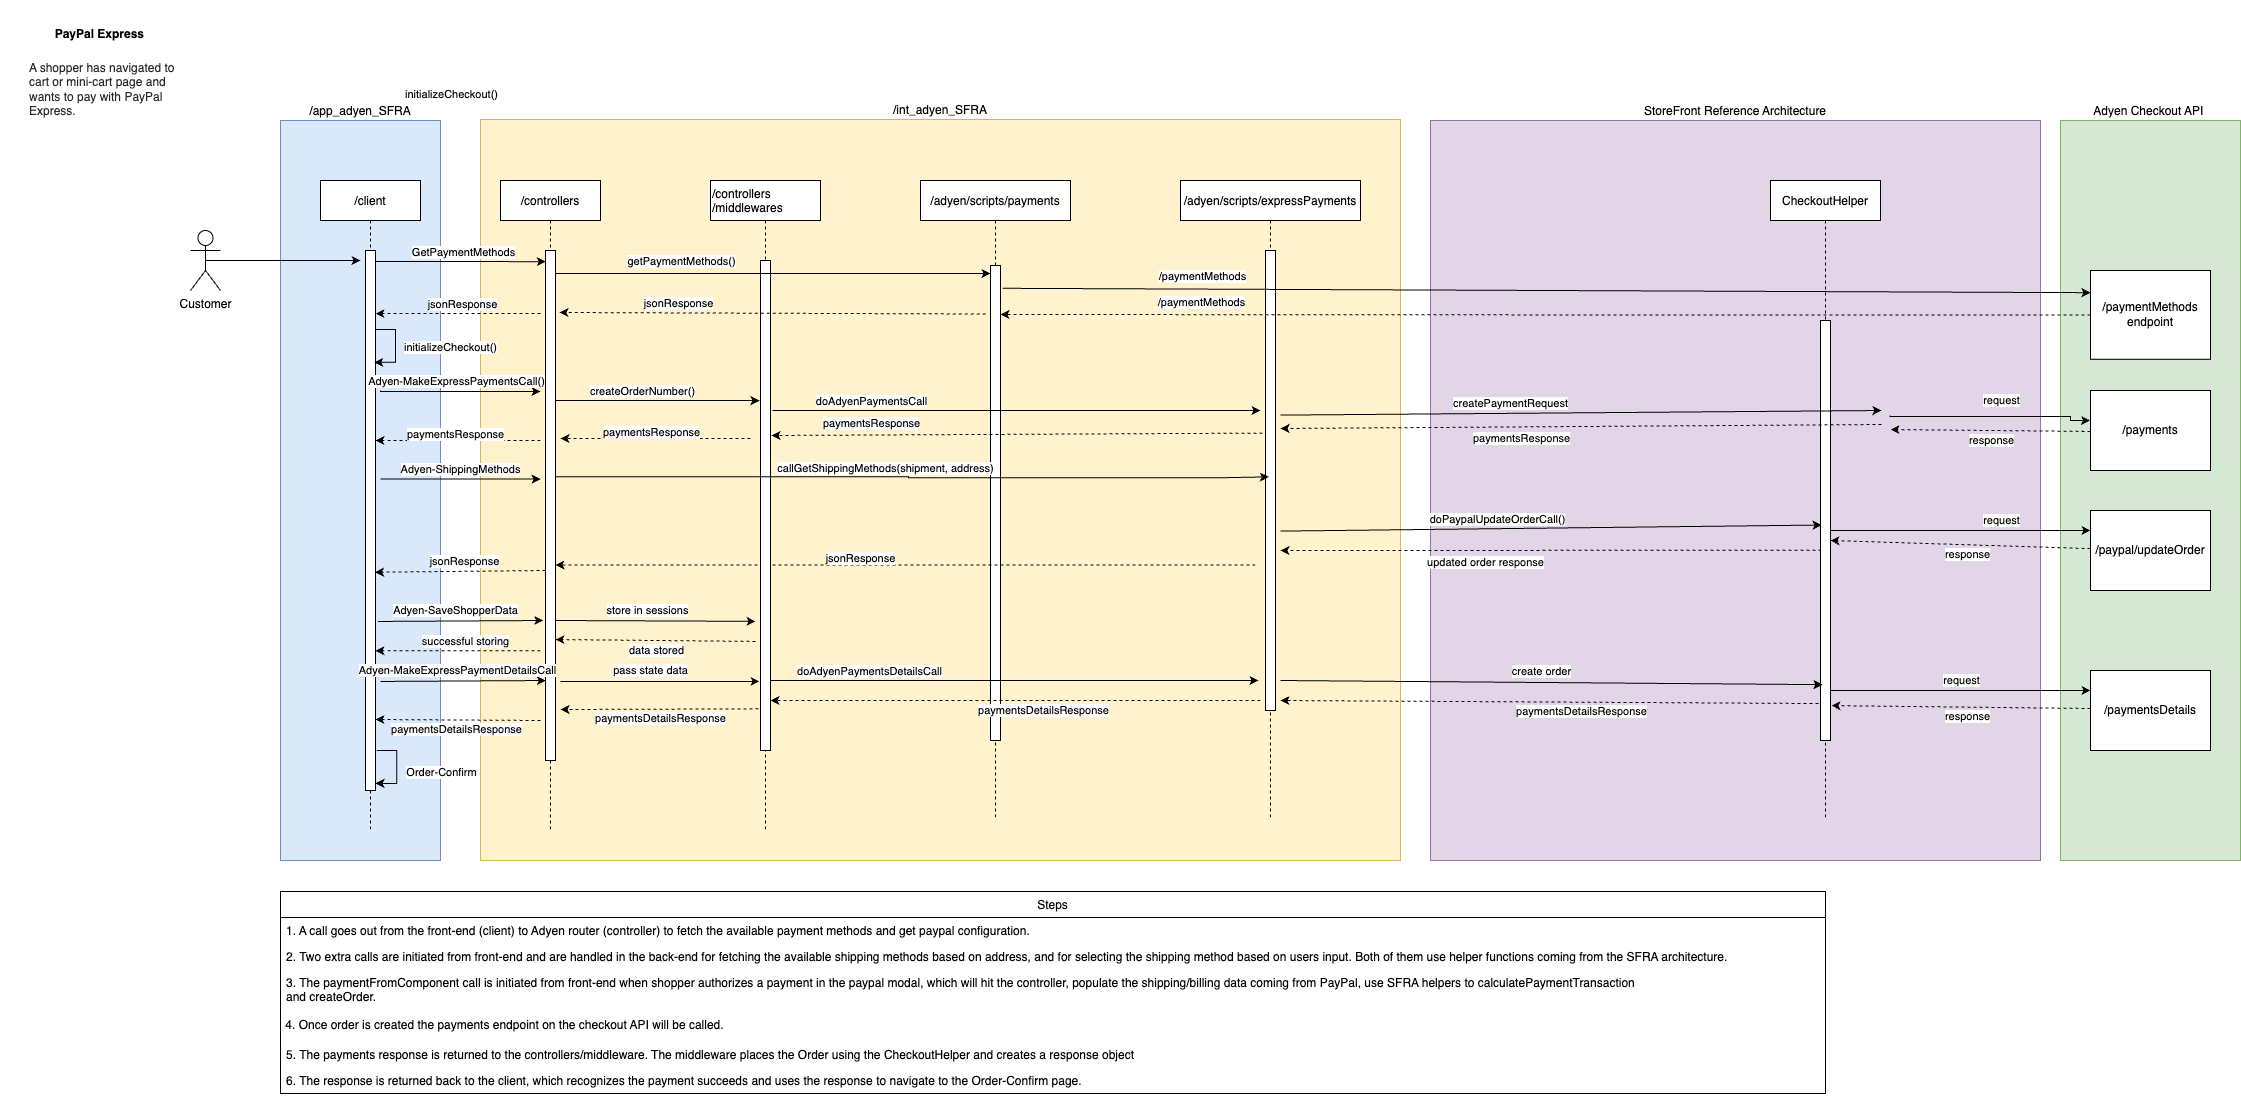 PayPal Express
A shopper has navigated to
cart or mini-cart page and
wants to pay with PayPal
Express.
initializeCheckout()
/app_adyen_SFRA
/int_adyen_SFRA
StoreFront Reference Architecture
Adyen Checkout API
/client
/controllers
/controllers
/middlewares
/adyen/scripts/payments
/adyen/scripts/expressPayments
CheckoutHelper
Customer
GetPaymentMethods
getPaymentMethods()
/paymentMethods
jsonResponse
jsonResponse
/paymentMethods
/paymentMethods
endpoint
initializeCheckout()
Adyen-MakeExpressPaymentsCall()
createOrderNumber()
doAdyenPaymentsCall
createPaymentRequest
request
paymentsResponse
paymentsResponse
paymentsResponse
paymentsResponse
response
/payments
Adyen-ShippingMethods
callGetShippingMethods(shipment, address)
doPaypalUpdateOrderCall()
request
jsonResponse
jsonResponse
updated order response
response
/paypal/updateOrder
Adyen-SaveShopperData
store in sessions
successful storing
data stored
Adyen-MakeExpressPaymentDetailsCall
pass state data
doAdyenPaymentsDetailsCall
create order
request
paymentsDetailsResponse
paymentsDetailsResponse
paymentsDetailsResponse
paymentsDetailsResponse
response
/paymentsDetails
Order-Confirm
Steps
1. A call goes out from the front-end (client) to Adyen router (controller) to fetch the available payment methods and get paypal configuration.
2. Two extra calls are initiated from front-end and are handled in the back-end for fetching the available shipping methods based on address, and for selecting the shipping method based on users input. Both of them use helper functions coming from the SFRA architecture.
3. The paymentFromComponent call is initiated from front-end when shopper authorizes a payment in the paypal modal, which will hit the controller, populate the shipping/billing data coming from PayPal, use SFRA helpers to calculatePaymentTransaction
and createOrder.
4. Once order is created the payments endpoint on the checkout API will be called.
5. The payments response is returned to the controllers/middleware. The middleware places the Order using the CheckoutHelper and creates a response object
6. The response is returned back to the client, which recognizes the payment succeeds and uses the response to navigate to the Order-Confirm page.